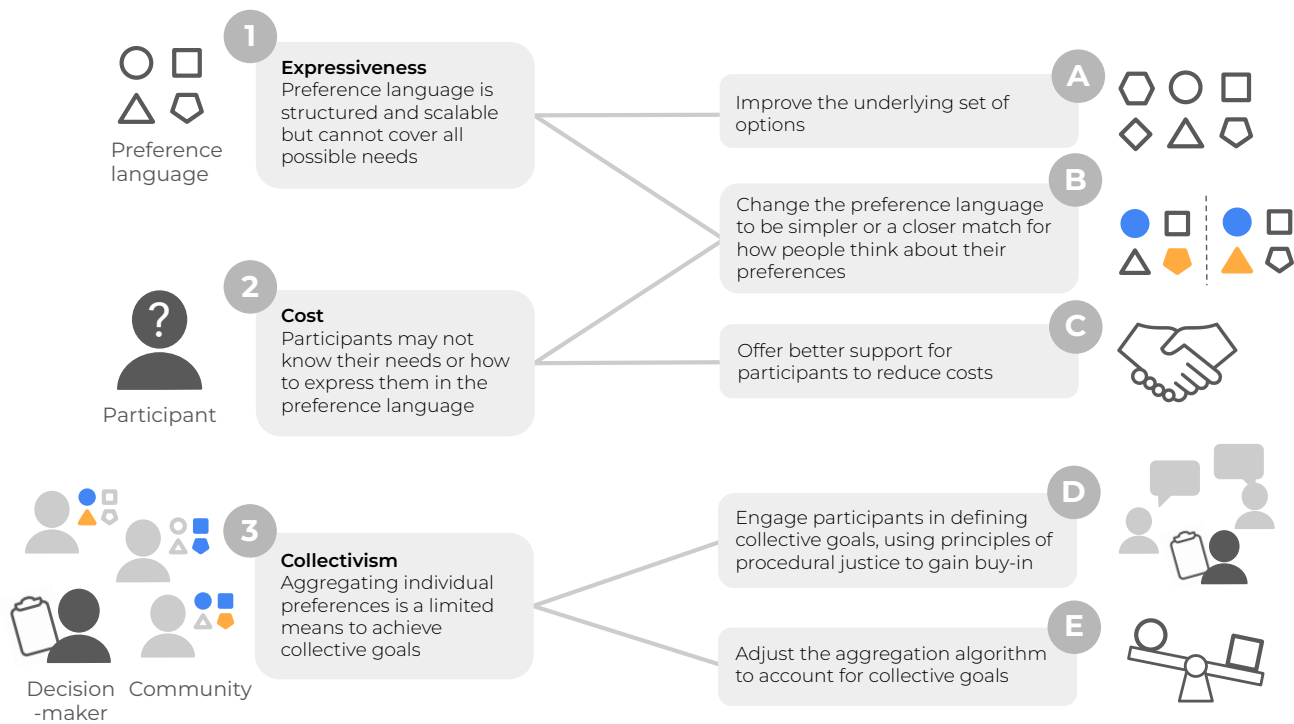 1
Expressiveness
Preference language is
structured and scalable
but cannot cover all
possible needs
Preference
language
A
Improve the underlying set of
options
B
Change the preference language
to be simpler or a closer match for
how people think about their
preferences
2
Cost
Participants may not
know their needs or how
to express them in the
preference language
?
Participant
C
Offer better support for
participants to reduce costs
3
Collectivism
Aggregating individual
preferences is a limited
means to achieve
collective goals
Decision
-maker
Community
D
Engage participants in defining
collective goals, using principles of
procedural justice to gain buy-in
E
Adjust the aggregation algorithm
to account for collective goals